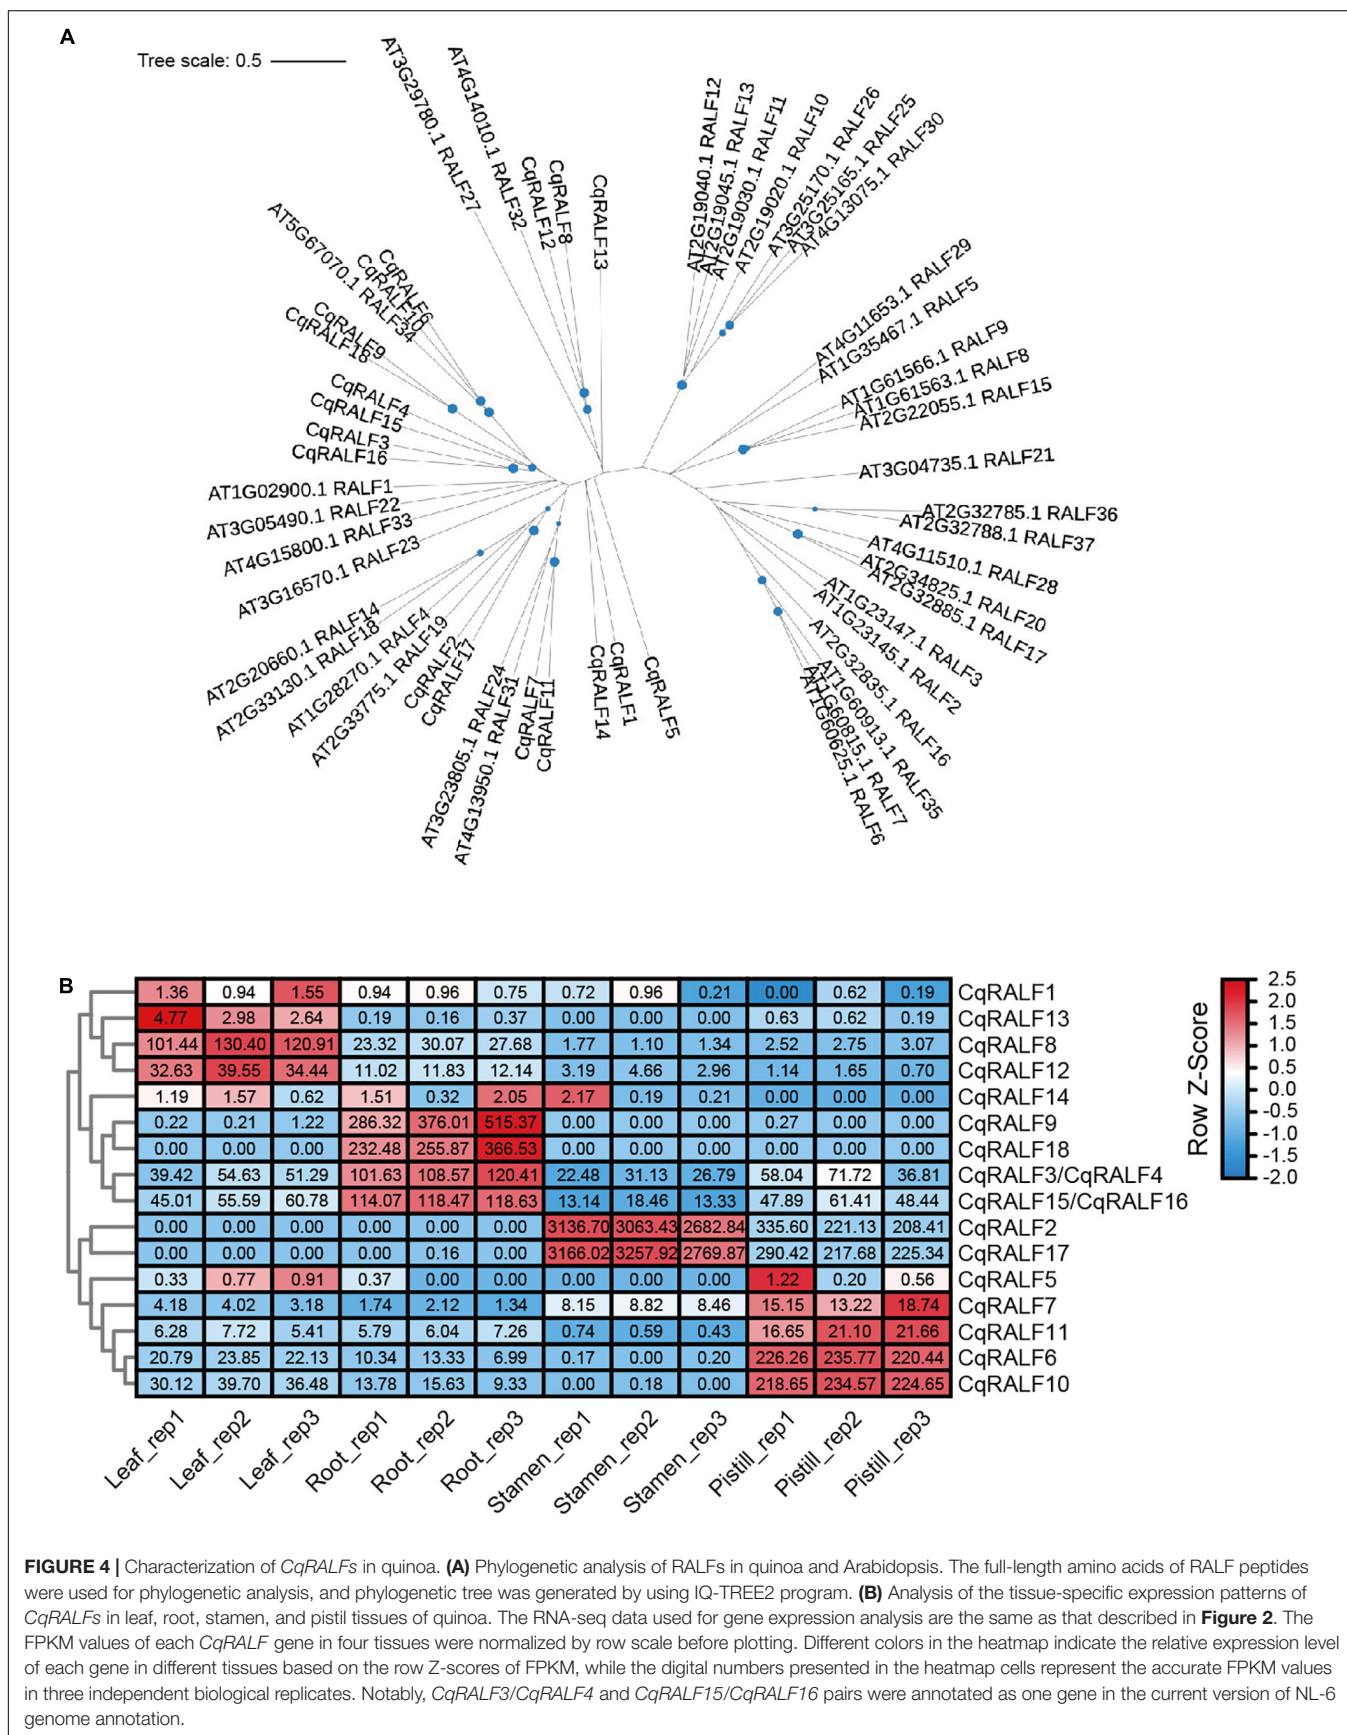 A
Tree scale: 0.5
AT3G29780.1 RALF27
AT4G14010.1 RALF32
CqRALF12
CqRALF8
CqRALF13
AT2G19040.1 RALF12
AT2G19045.1 RALF13
AT2G19030.1 RALF11
AT2G19020.1 RALF10
AT3G25170.1 RALF26
AT3G25165.1 RALF25
AT4G13075.1 RALF30
AT4G11653.1 RALF29
AT1G35467.1 RALF5
AT1G61566.1 RALF9
AT1G61563.1 RALF8
AT2G22055.1 RALF15
AT3G04735.1 RALF21
AT2G32785.1 RALF36
AT2G32788.1 RALF37
AT4G11510.1 RALF28
AT2G34825.1 RALF20
AT2G32885.1 RALF17
AT1G23147.1 RALF3
AT1G23145.1 RALF2
AT2G32835.1 RALF16
AT1G60913.1 RALF35
AT1G60815.1 RALF7
AT1G60625.1 RALF6
CqRALF5
CqRALF1
CqRALF14
CqRALF11
CqRALF7
AT4G13950.1 RALF31
AT3G23805.1 RALF24
CqRALF17
CqRALF2
AT2G33775.1 RALF19
AT1G28270.1 RALF4
AT2G33130.1 RALF18
AT2G20660.1 RALF14
AT3G16570.1 RALF23
AT4G15800.1 RALF33
AT3G05490.1 RALF22
AT1G02900.1 RALF1
CqRALF16
CqRALF3
CqRALF15
CqRALF4
CqRALF18
CqRALF9
AT5G67070.1 RALF34
CqRALF10
CqRALF6
B
1.36 0.94 1.55 0.94 0.96 0.75 0.72 0.96 0.21 0.00 0.62 0.19 CqRALF1
4.77 2.98 2.64 0.19 0.16 0.37 0.00 0.00 0.00 0.63 0.62 0.19 CqRALF13
101.44 130.40 120.91 23.32 30.07 27.68 1.77 1.10 1.34 2.52 2.75 3.07 CqRALF8
32.63 39.55 34.44 11.02 11.83 12.14 3.19 4.66 2.96 1.14 1.65 0.70 CqRALF12
1.19 1.57 0.62 1.51 0.32 2.05 2.17 0.19 0.21 0.00 0.00 0.00 CqRALF14
0.22 0.21 1.22 286.32 376.01 515.37 0.00 0.00 0.00 0.27 0.00 0.00 CqRALF9
0.00 0.00 0.00 232.48 255.87 366.53 0.00 0.00 0.00 0.00 0.00 0.00 CqRALF18
39.42 54.63 51.29 101.63 108.57 120.41 22.48 31.13 26.79 58.04 71.72 36.81 CqRALF3/CqRALF4
45.01 55.59 60.78 114.07 118.47 118.63 13.14 18.46 13.33 47.89 61.41 48.44 CqRALF15/CqRALF16
0.00 0.00 0.00 0.00 0.00 0.00 3136.70 3063.43 2682.84 335.60 221.13 208.41 CqRALF2
0.00 0.00 0.00 0.00 0.16 0.00 3166.02 3257.92 2769.87 290.42 217.68 225.34 CqRALF17
0.33 0.77 0.91 0.37 0.00 0.00 0.00 0.00 0.00 1.22 0.20 0.56 CqRALF5
4.18 4.02 3.18 1.74 2.12 1.34 8.15 8.82 8.46 15.15 13.22 18.74 CqRALF7
6.28 7.72 5.41 5.79 6.04 7.26 0.74 0.59 0.43 16.65 21.10 21.66 CqRALF11
20.79 23.85 22.13 10.34 13.33 6.99 0.17 0.00 0.20 226.26 235.77 220.44 CqRALF6
30.12 39.70 36.48 13.78 15.63 9.33 0.00 0.18 0.00 218.65 234.57 224.65 CqRALF10
Leaf_rep1 Leaf_rep2 Leaf_rep3 Root_rep1 Root_rep2 Root_rep3 Stamen_rep1 Stamen_rep2 Stamen_rep3 Pistill_rep1 Pistill_rep2 Pistill_rep3
Row Z-Score
2.5
2.0
1.5
1.0
0.5
0.0
-0.5
-1.0
-1.5
-2.0
FIGURE 4 | Characterization of CqRALFs in quinoa. (A) Phylogenetic analysis of RALFs in quinoa and Arabidopsis. The full-length amino acids of RALF peptides
were used for phylogenetic analysis, and phylogenetic tree was generated by using IQ-TREE2 program. (B) Analysis of the tissue-specific expression patterns of
CqRALFs in leaf, root, stamen, and pistil tissues of quinoa. The RNA-seq data used for gene expression analysis are the same as that described in Figure 2. The
FPKM values of each CqRALF gene in four tissues were normalized by row scale before plotting. Different colors in the heatmap indicate the relative expression level
of each gene in different tissues based on the row Z-scores of FPKM, while the digital numbers presented in the heatmap cells represent the accurate FPKM values
in three independent biological replicates. Notably, CqRALF3/CqRALF4 and CqRALF15/CqRALF16 pairs were annotated as one gene in the current version of NL-6
genome annotation.